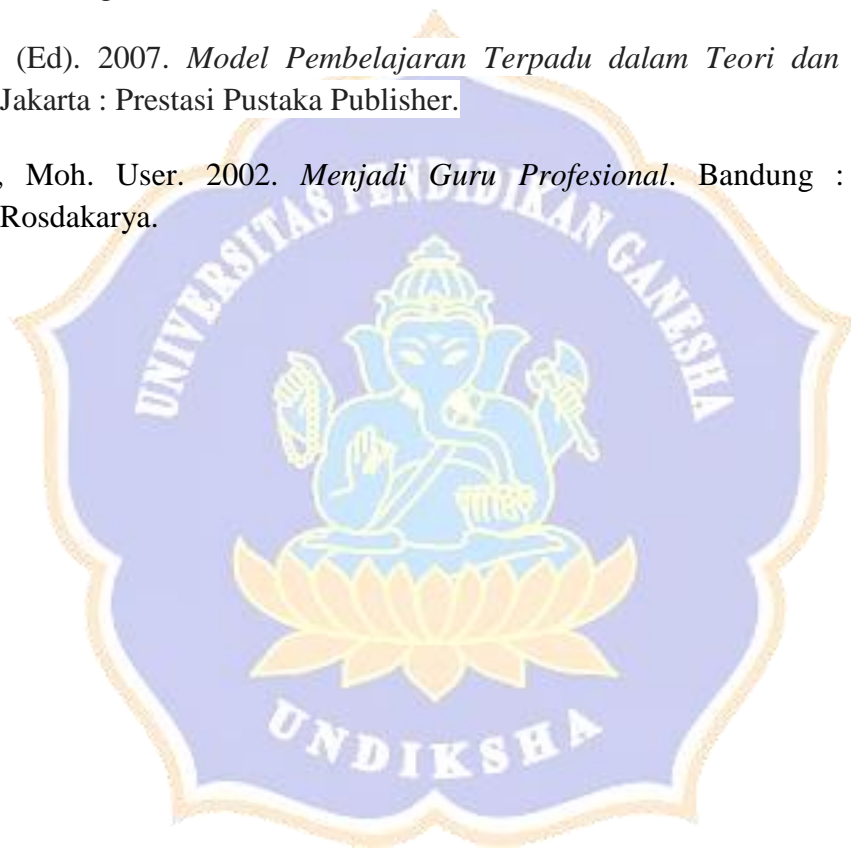 (Ed). 2007. Model Pembelajaran Terpadu dalam Teori dan
Jakarta : Prestasi Pustaka Publisher.
, Moh. User. 2002. Menjadi Guru Profesional. Bandung :
Rosdakarya.
UNIVERSITAS PENDIDIKAN GANESHA
UNDIKSHA